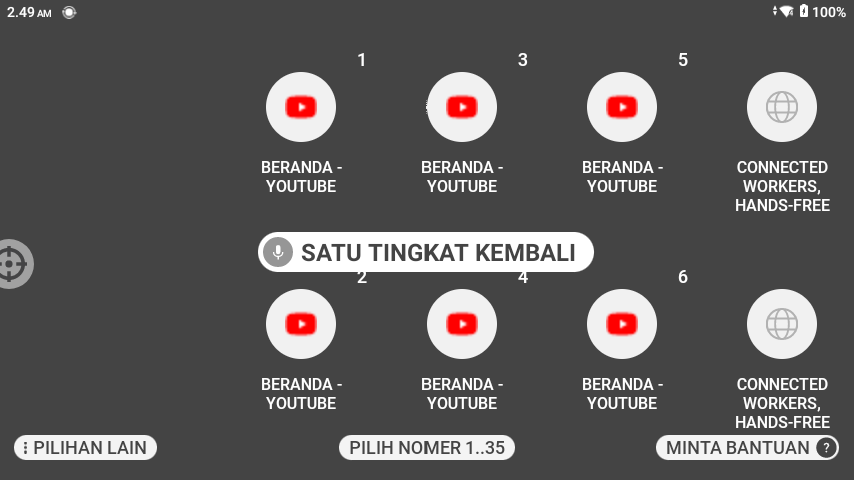 2.49 AM
100%
1
3
5
BERANDA -
YOUTUBE
BERANDA -
YOUTUBE
BERANDA -
YOUTUBE
CONNECTED
WORKERS,
HANDS-FREE
SATU TINGKAT KEMBALI
2
4
6
BERANDA -
YOUTUBE
BERANDA -
YOUTUBE
BERANDA -
YOUTUBE
CONNECTED
WORKERS,
HANDS-FREE
PILIHAN LAIN
PILIH NOMER 1..35
MINTA BANTUAN ?